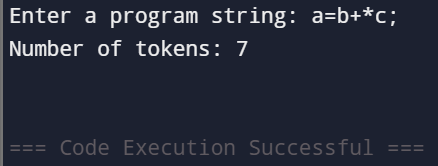 Enter a program string: a=b+*c;
Number of tokens: 7
=== Code Execution Successful ===